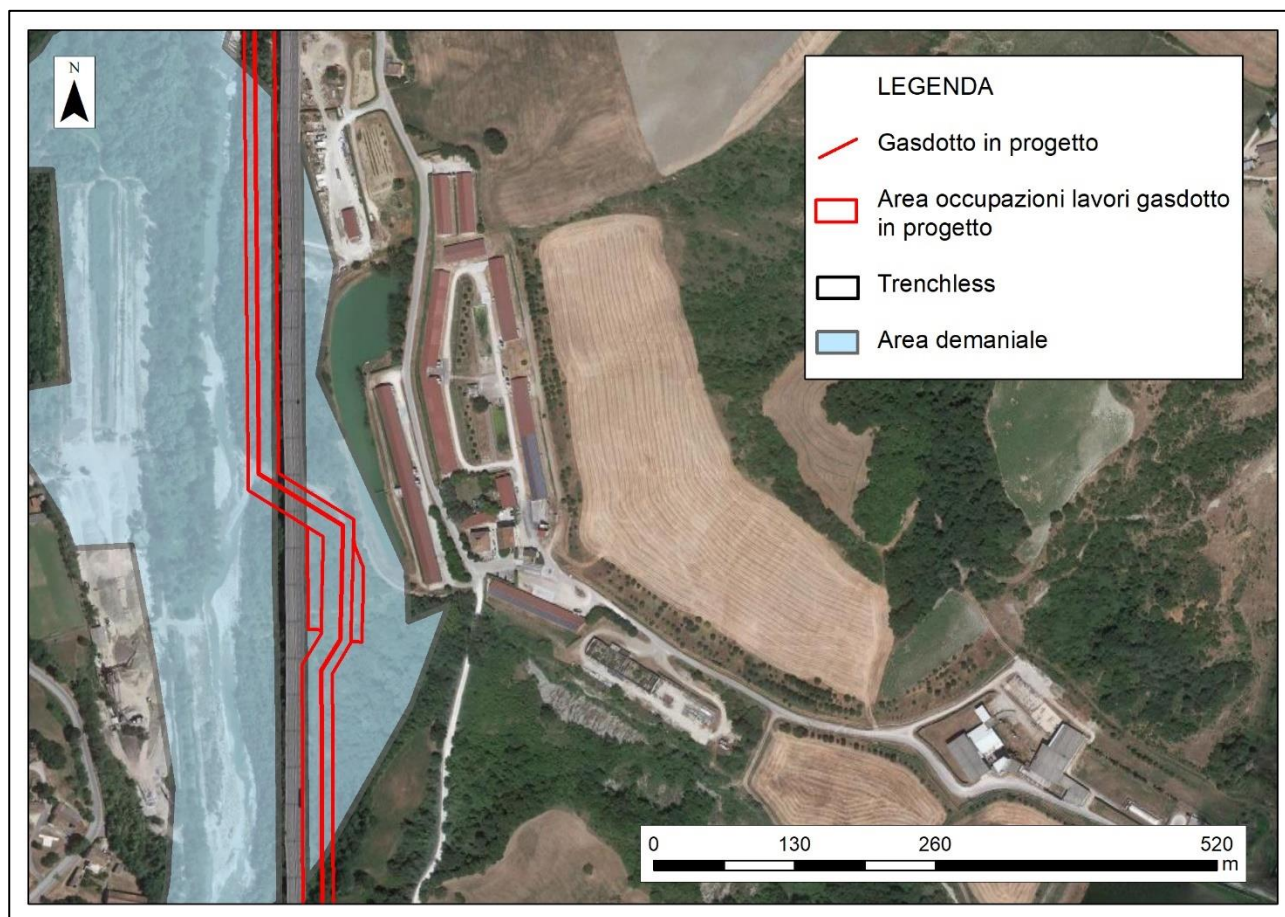 N
LEGENDA
Gasdotto in progetto
Area occupazioni lavori gasdotto
in progetto
Trenchless
Area demaniale
0 130 260 520
m